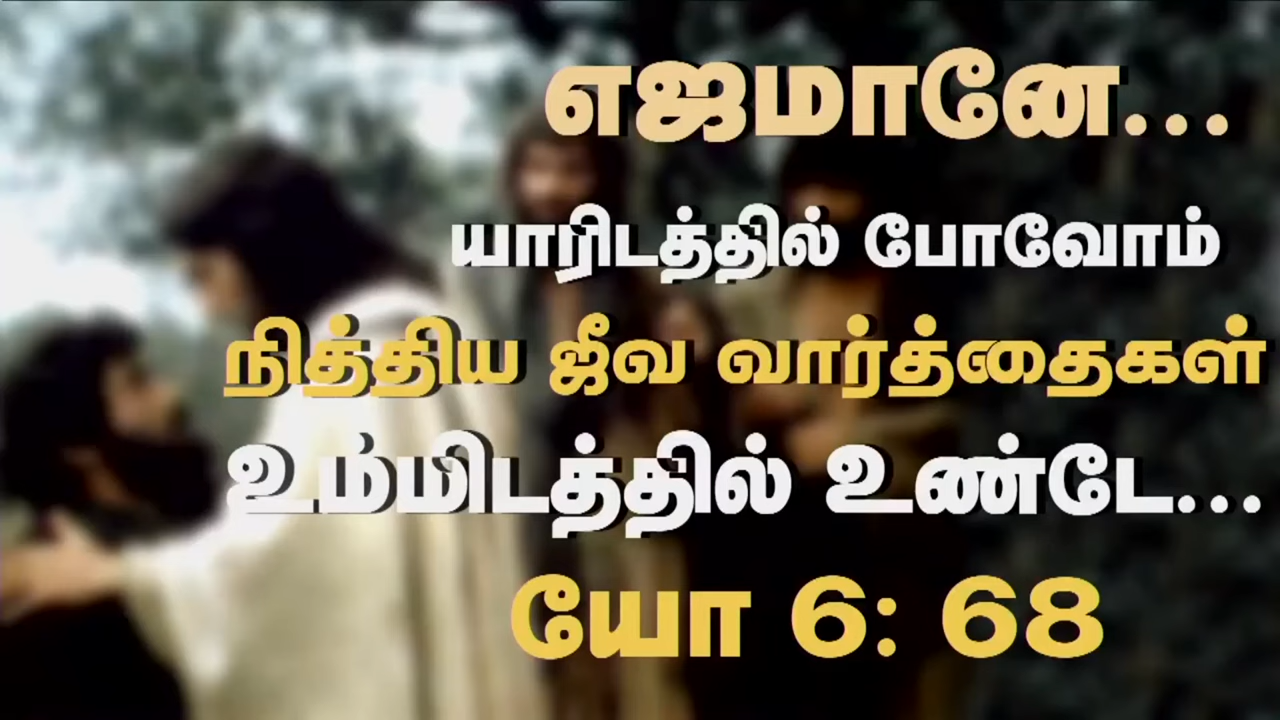 எஜமானே...
யாரிடத்தில் போவோம்
நித்திய ஜீவ வார்த்தைகள்
உம்மிடத்தில் உண்டே...
யோ 6: 68